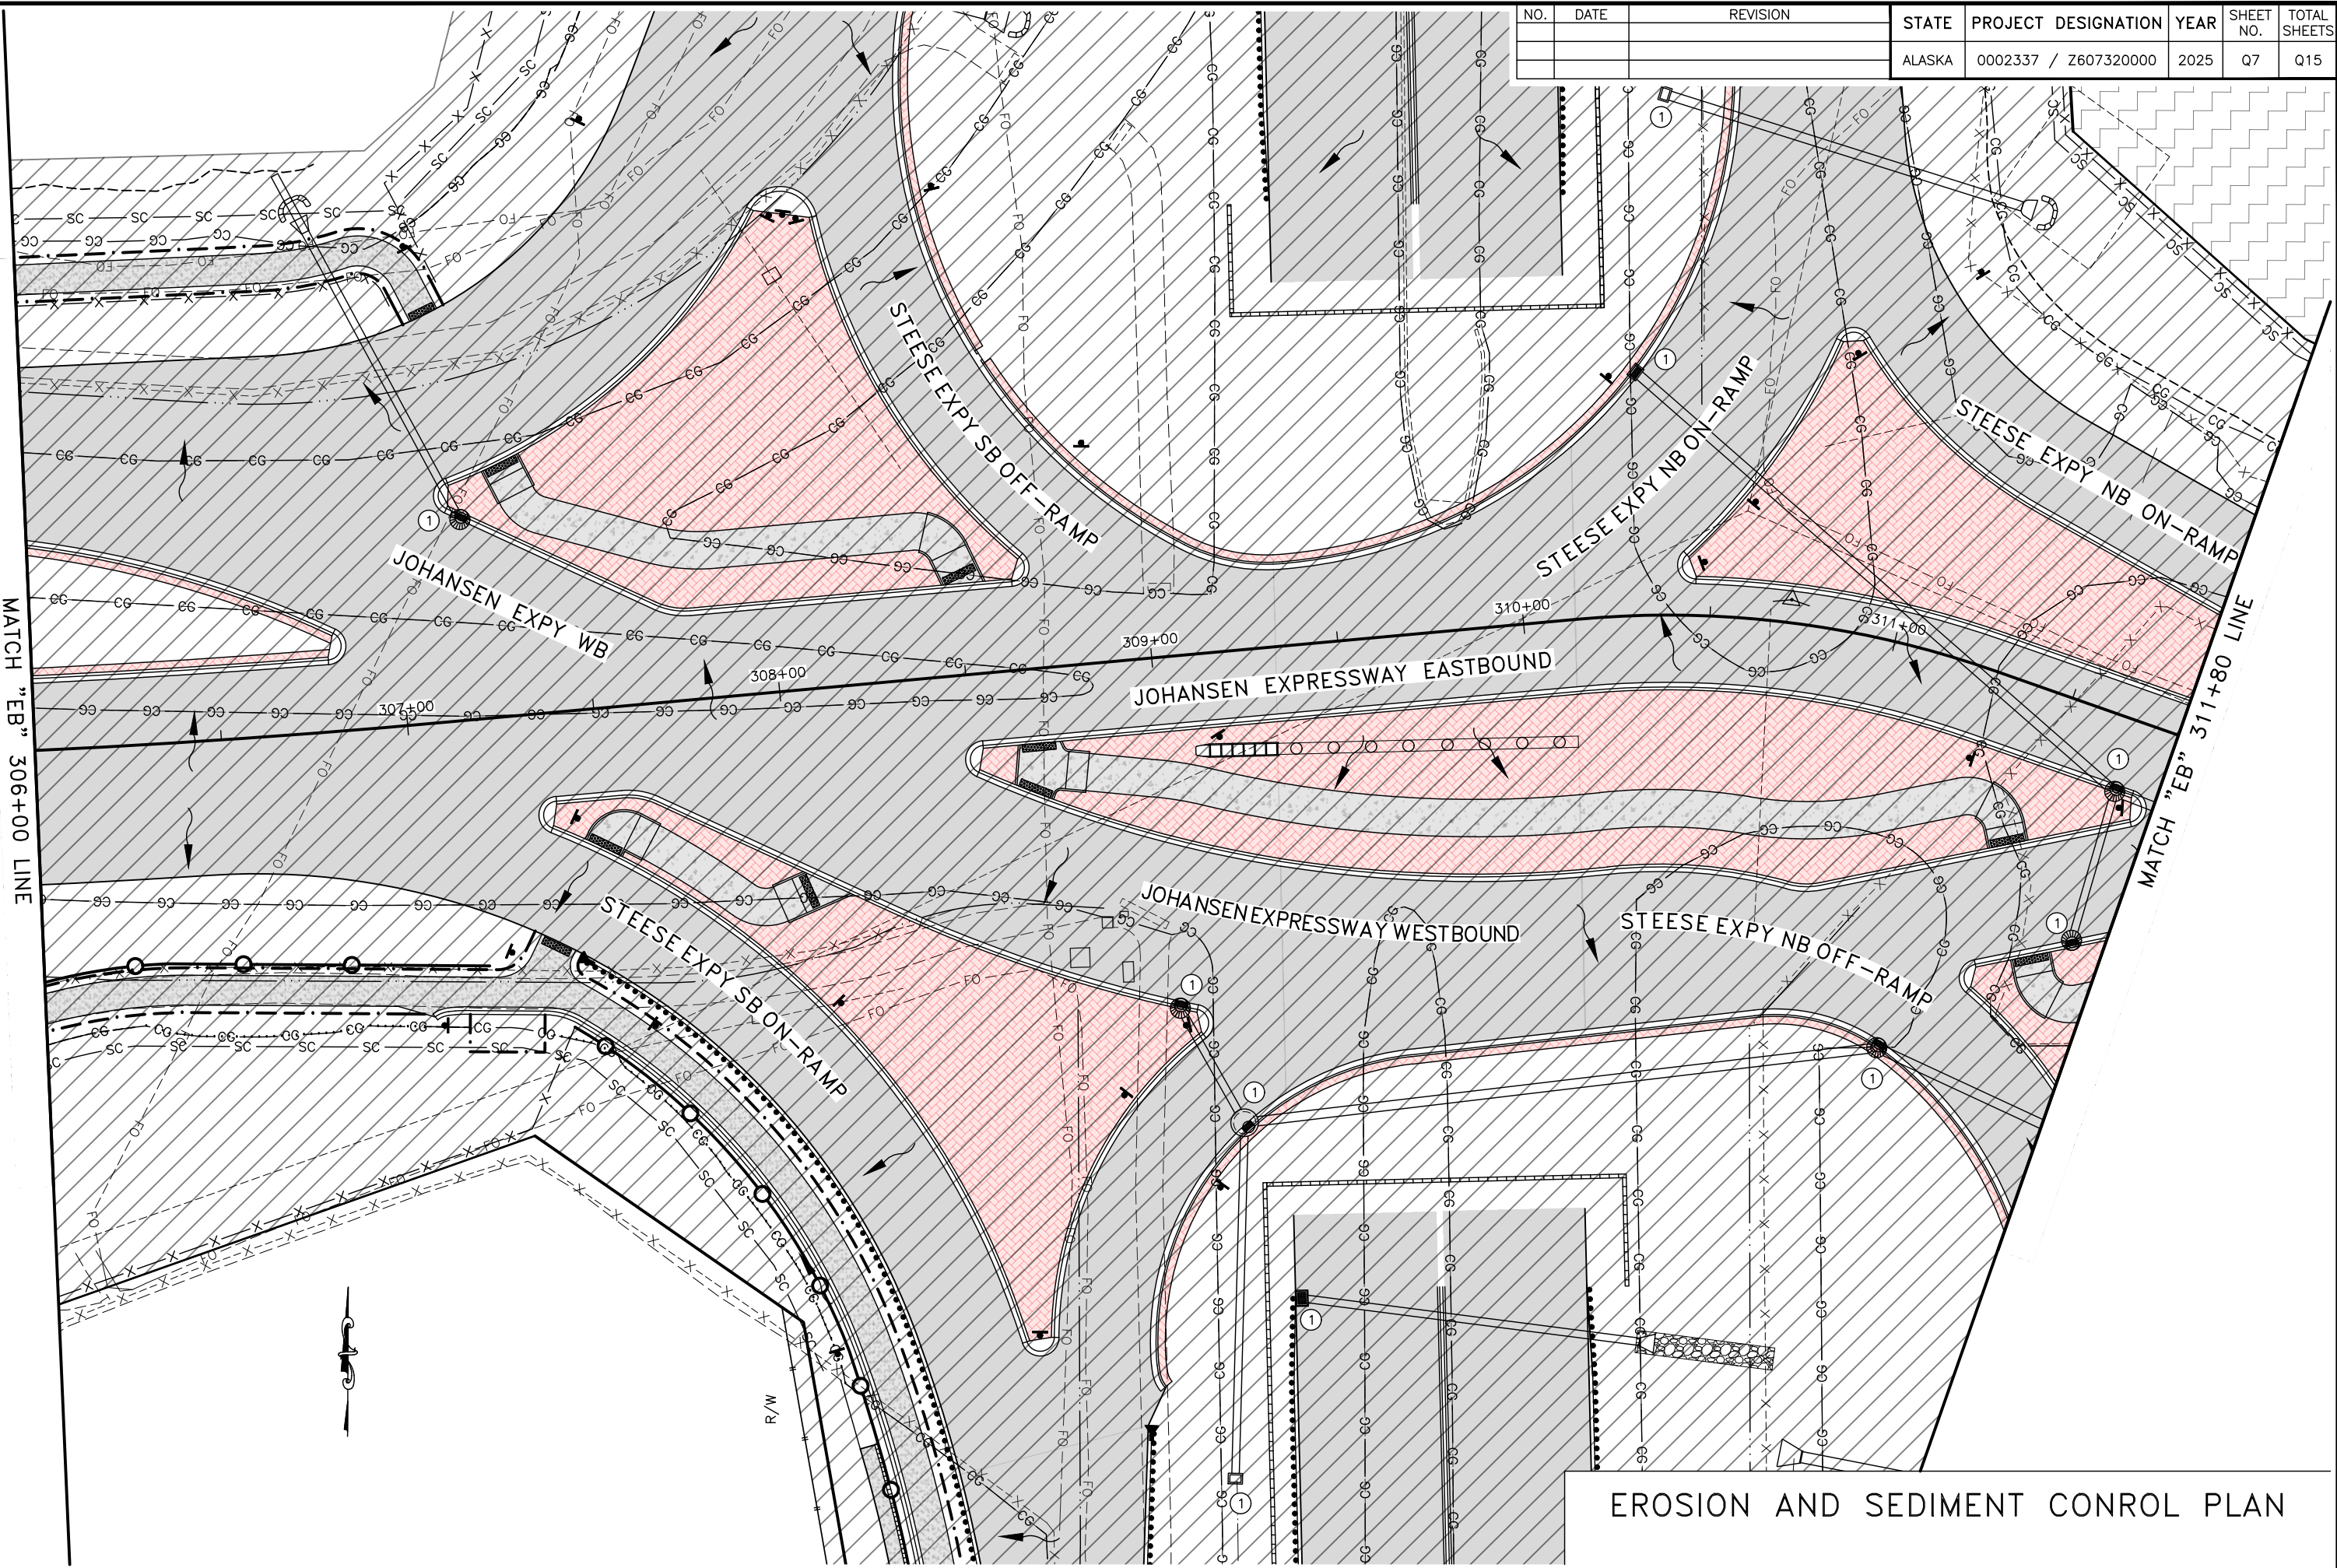 NO. DATE REVISION
STATE PROJECT DESIGNATION YEAR SHEET NO. TOTAL SHEETS
ALASKA 0002337 / Z607320000 2025 Q7 Q15
STEESE EXPY SB OFF-RAMP
STEESE EXPY NB ON-RAMP
STEESE EXPY NB ON-RAMP
JOHANSEN EXPY WB
307+00
308+00
309+00
310+00
311+00
JOHANSEN EXPRESSWAY EASTBOUND
MATCH "EB" 306+00 LINE
MATCH "EB" 311+80 LINE
STEESE EXPY SB ON-RAMP
JOHANSEN EXPRESSWAY WESTBOUND
STEESE EXPY NB OFF-RAMP
R/W
EROSION AND SEDIMENT CONROL PLAN